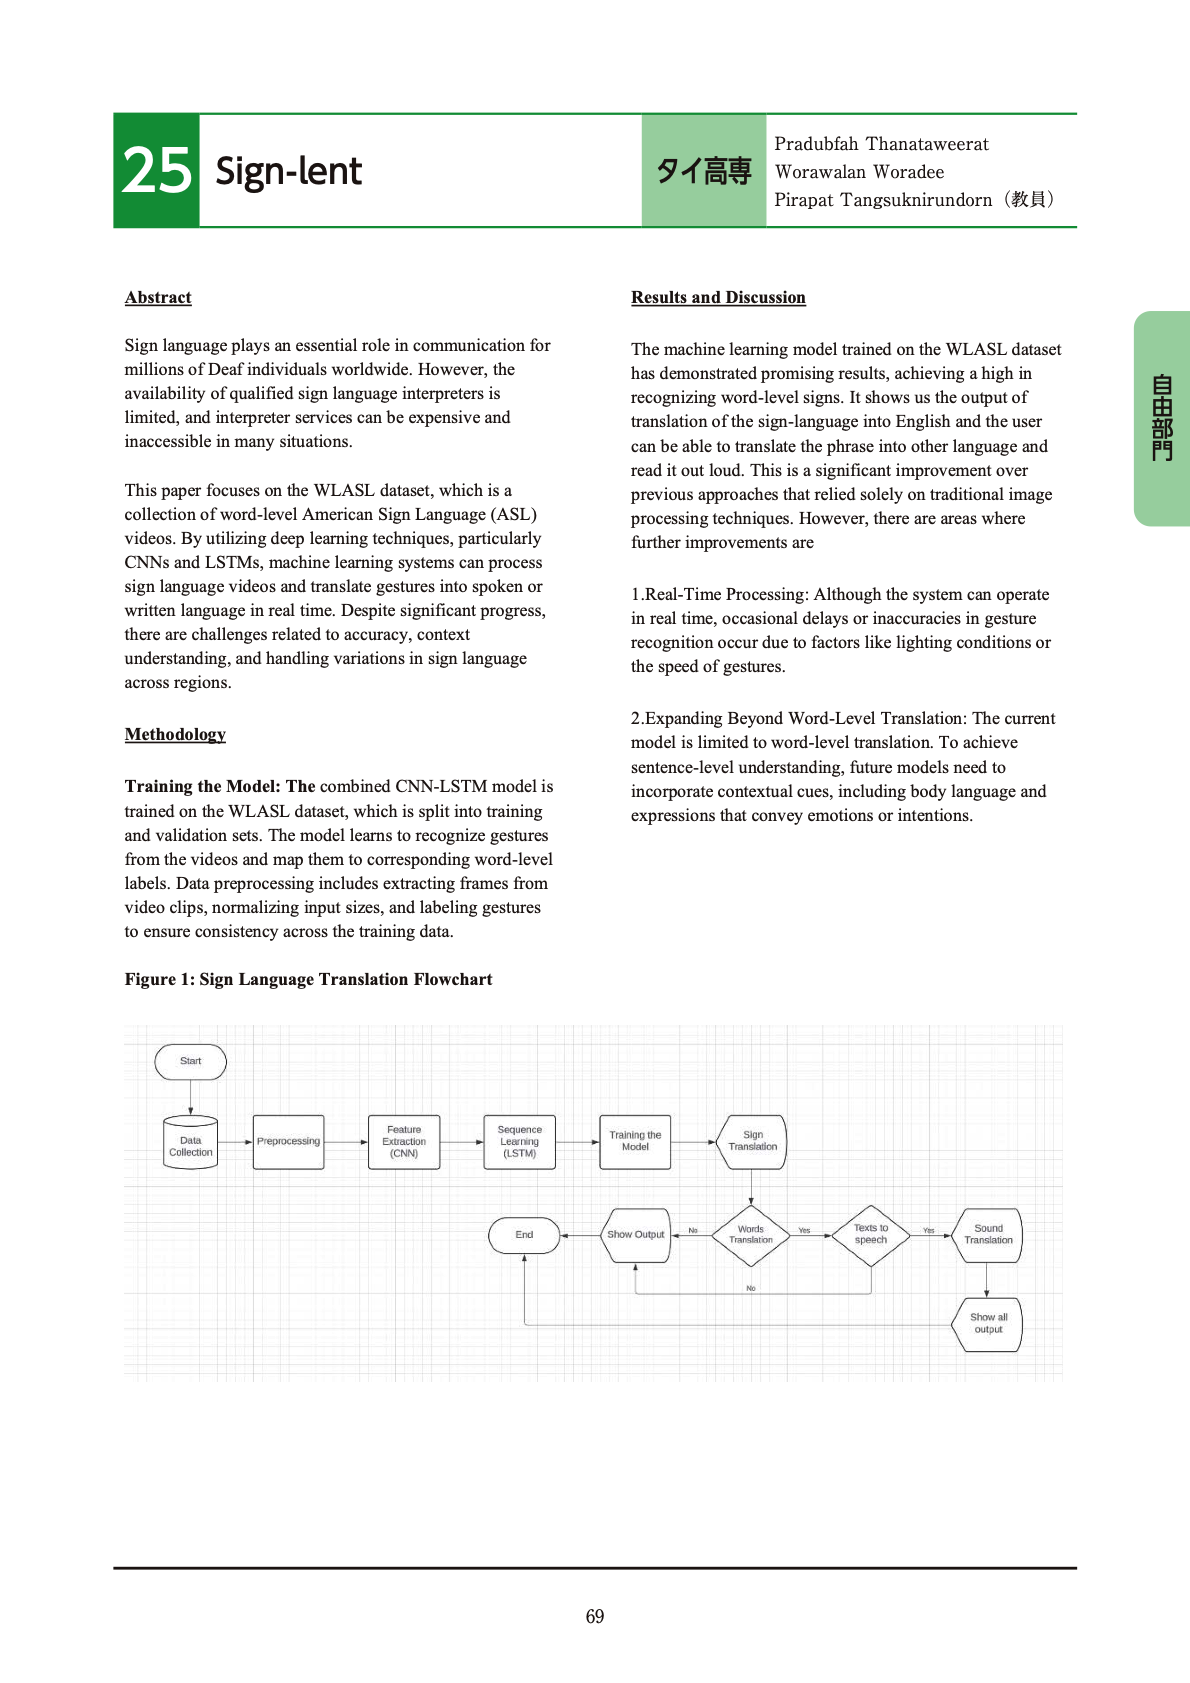 25
Sign-lent
タイ高専
Pradubfah Thanataweerat
Worawalan Woradee
Pirapat Tangsuknirundorn（教員）
自由部門
Abstract
Sign language plays an essential role in communication for
millions of Deaf individuals worldwide. However, the
availability of qualified sign language interpreters is
limited, and interpreter services can be expensive and
inaccessible in many situations.
This paper focuses on the WLASL dataset, which is a
collection of word-level American Sign Language (ASL)
videos. By utilizing deep learning techniques, particularly
CNNs and LSTMs, machine learning systems can process
sign language videos and translate gestures into spoken or
written language in real time. Despite significant progress,
there are challenges related to accuracy, context
understanding, and handling variations in sign language
across regions.
Methodology
Training the Model: The combined CNN-LSTM model is
trained on the WLASL dataset, which is split into training
and validation sets. The model learns to recognize gestures
from the videos and map them to corresponding word-level
labels. Data preprocessing includes extracting frames from
video clips, normalizing input sizes, and labeling gestures
to ensure consistency across the training data.
Results and Discussion
The machine learning model trained on the WLASL dataset
has demonstrated promising results, achieving a high in
recognizing word-level signs. It shows us the output of
translation of the sign-language into English and the user
can be able to translate the phrase into other language and
read it out loud. This is a significant improvement over
previous approaches that relied solely on traditional image
processing techniques. However, there are areas where
further improvements are
1.Real-Time Processing: Although the system can operate
in real time, occasional delays or inaccuracies in gesture
recognition occur due to factors like lighting conditions or
the speed of gestures.
2.Expanding Beyond Word-Level Translation: The current
model is limited to word-level translation. To achieve
sentence-level understanding, future models need to
incorporate contextual cues, including body language and
expressions that convey emotions or intentions.
Figure 1: Sign Language Translation Flowchart
Start
Data
Collection
Preprocessing
Feature
Extraction
(CNN)
Sequence
Learning
(LSTM)
Training the
Model
Sign
Translation
End
Show Output
No
Words
Translation
Yes
Texts to
speech
Yes
Sound
Translation
No
Show all
output
69